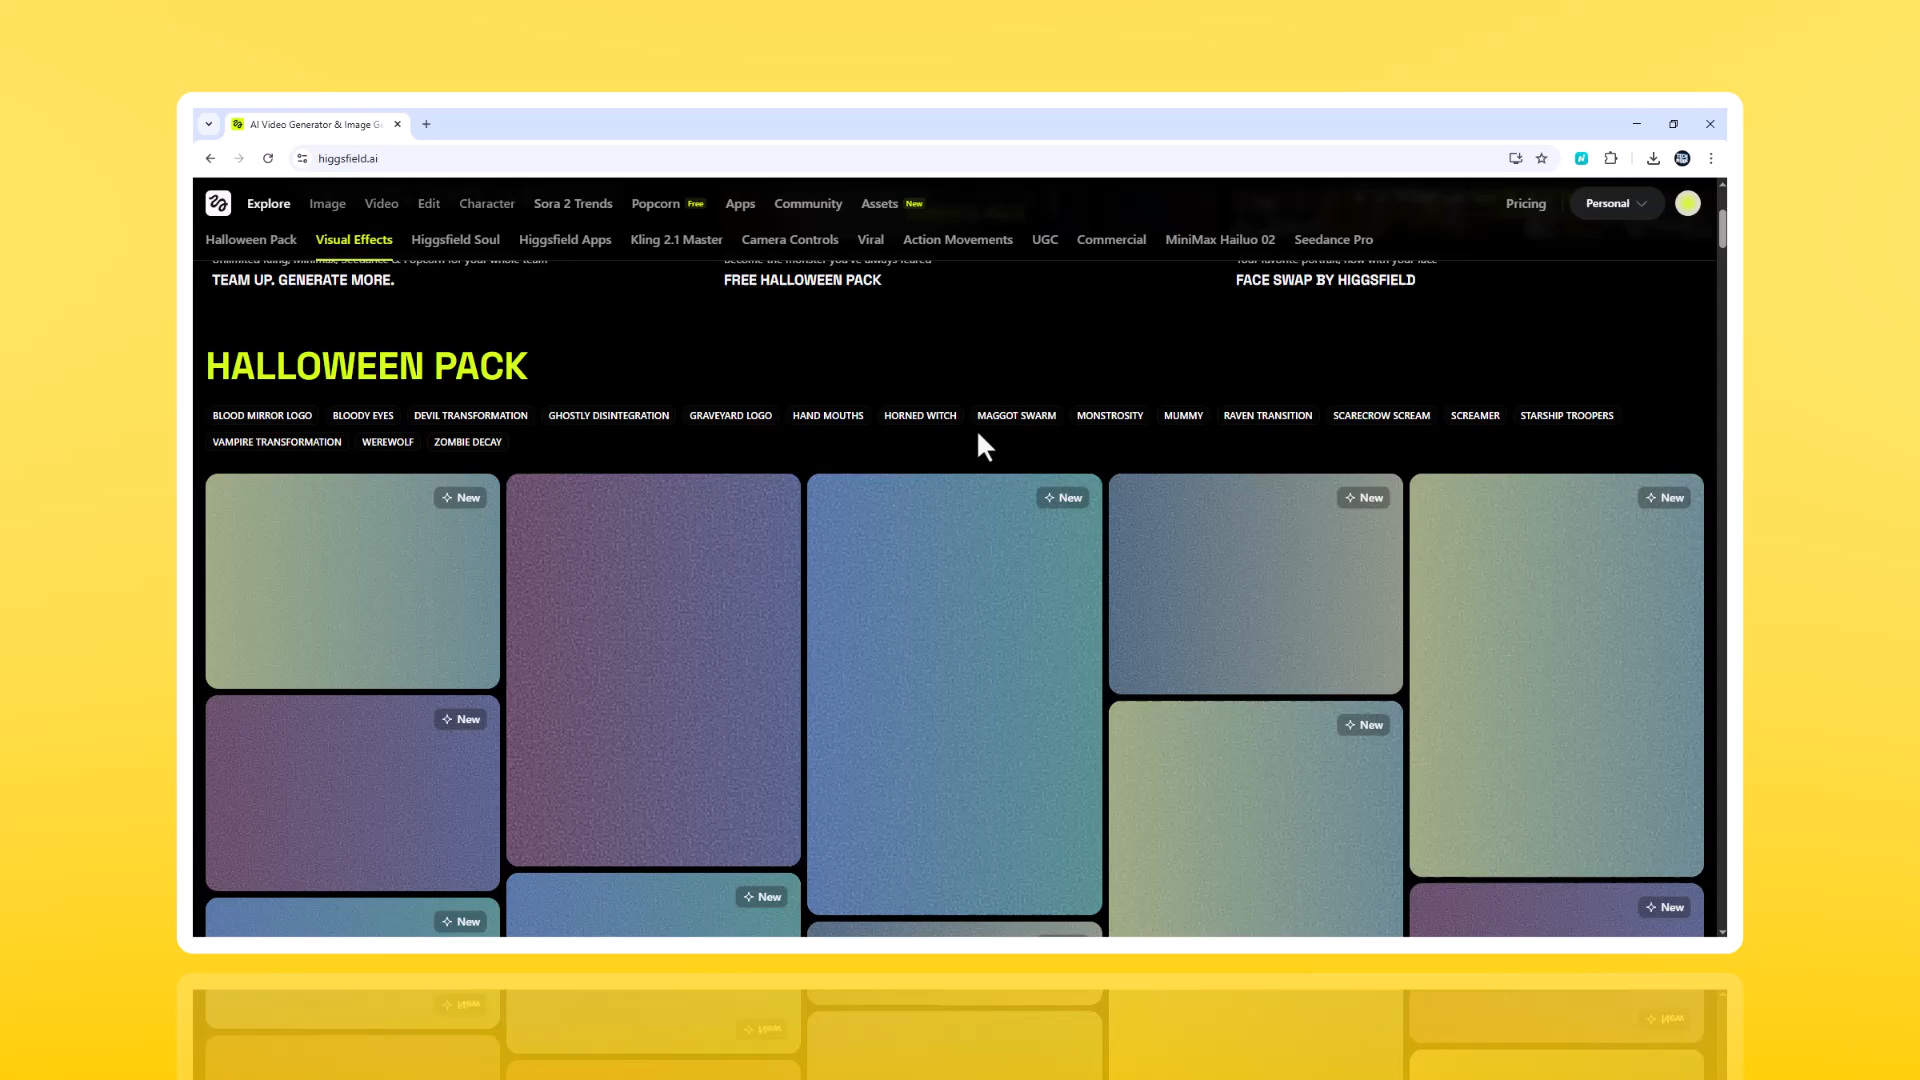 AI Video Generator & Image Ge
higgsfield.ai
Explore Image Video Edit Character Sora 2 Trends Popcorn Free Apps Community Assets New Pricing Personal
Halloween Pack Visual Effects Higgsfield Soul Higgsfield Apps Kling 2.1 Master Camera Controls Viral Action Movements UGC Commercial MiniMax Hailuo 02 Seedance Pro
TEAM UP. GENERATE MORE. FREE HALLOWEEN PACK FACE SWAP BY HIGGSFIELD
HALLOWEEN PACK
BLOOD MIRROR LOGO BLOODY EYES DEVIL TRANSFORMATION GHOSTLY DISINTEGRATION GRAVEYARD LOGO HAND MOUTHS HORNED WITCH MAGGOT SWARM MONSTROSITY MUMMY RAVEN TRANSITION SCARECROW SCREAM SCREAMER STARSHIP TROOPERS
VAMPIRE TRANSFORMATION WEREWOLF ZOMBIE DECAY
New New New New
New New
New New New